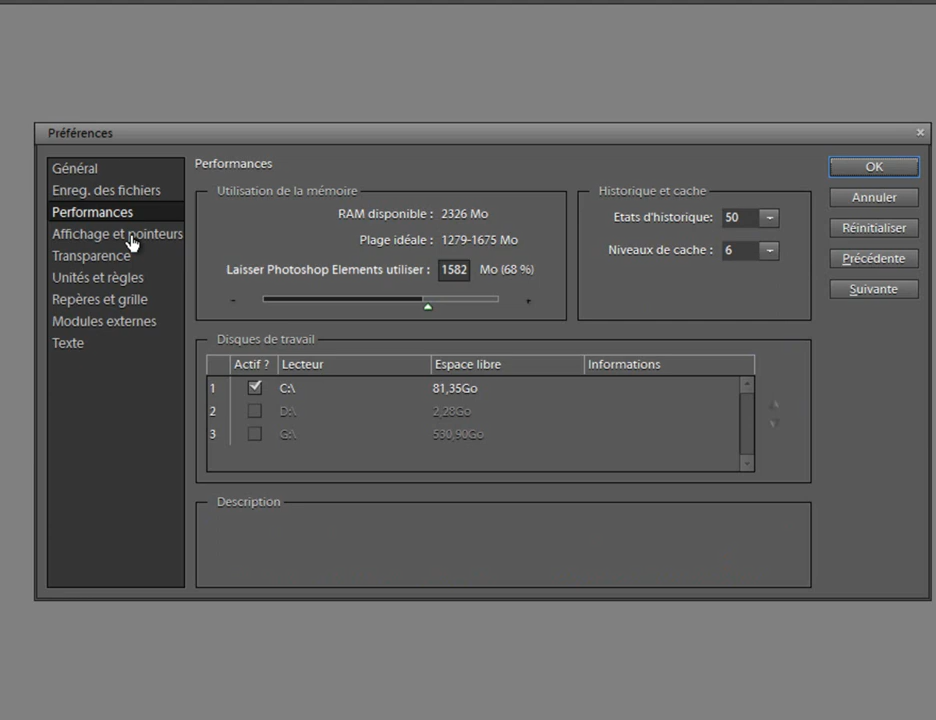 Préférences
Général
Enreg. des fichiers
Performances
Affichage et pointeurs
Transparence
Unités et règles
Repères et grille
Modules externes
Texte
Performances
Utilisation de la mémoire
RAM disponible : 2326 Mo
Plage idéale : 1279-1675 Mo
Laisser Photoshop Elements utiliser : 1582 Mo (68 %)
Historique et cache
Etats d'historique: 50
Niveaux de cache : 6
Disques de travail
Actif ? Lecteur Espace libre Informations
1 C:\ 81,35Go
2 D:\ 2,28Go
3 G:\ 530,90Go
Description
OK
Annuler
Réinitialiser
Précédente
Suivante